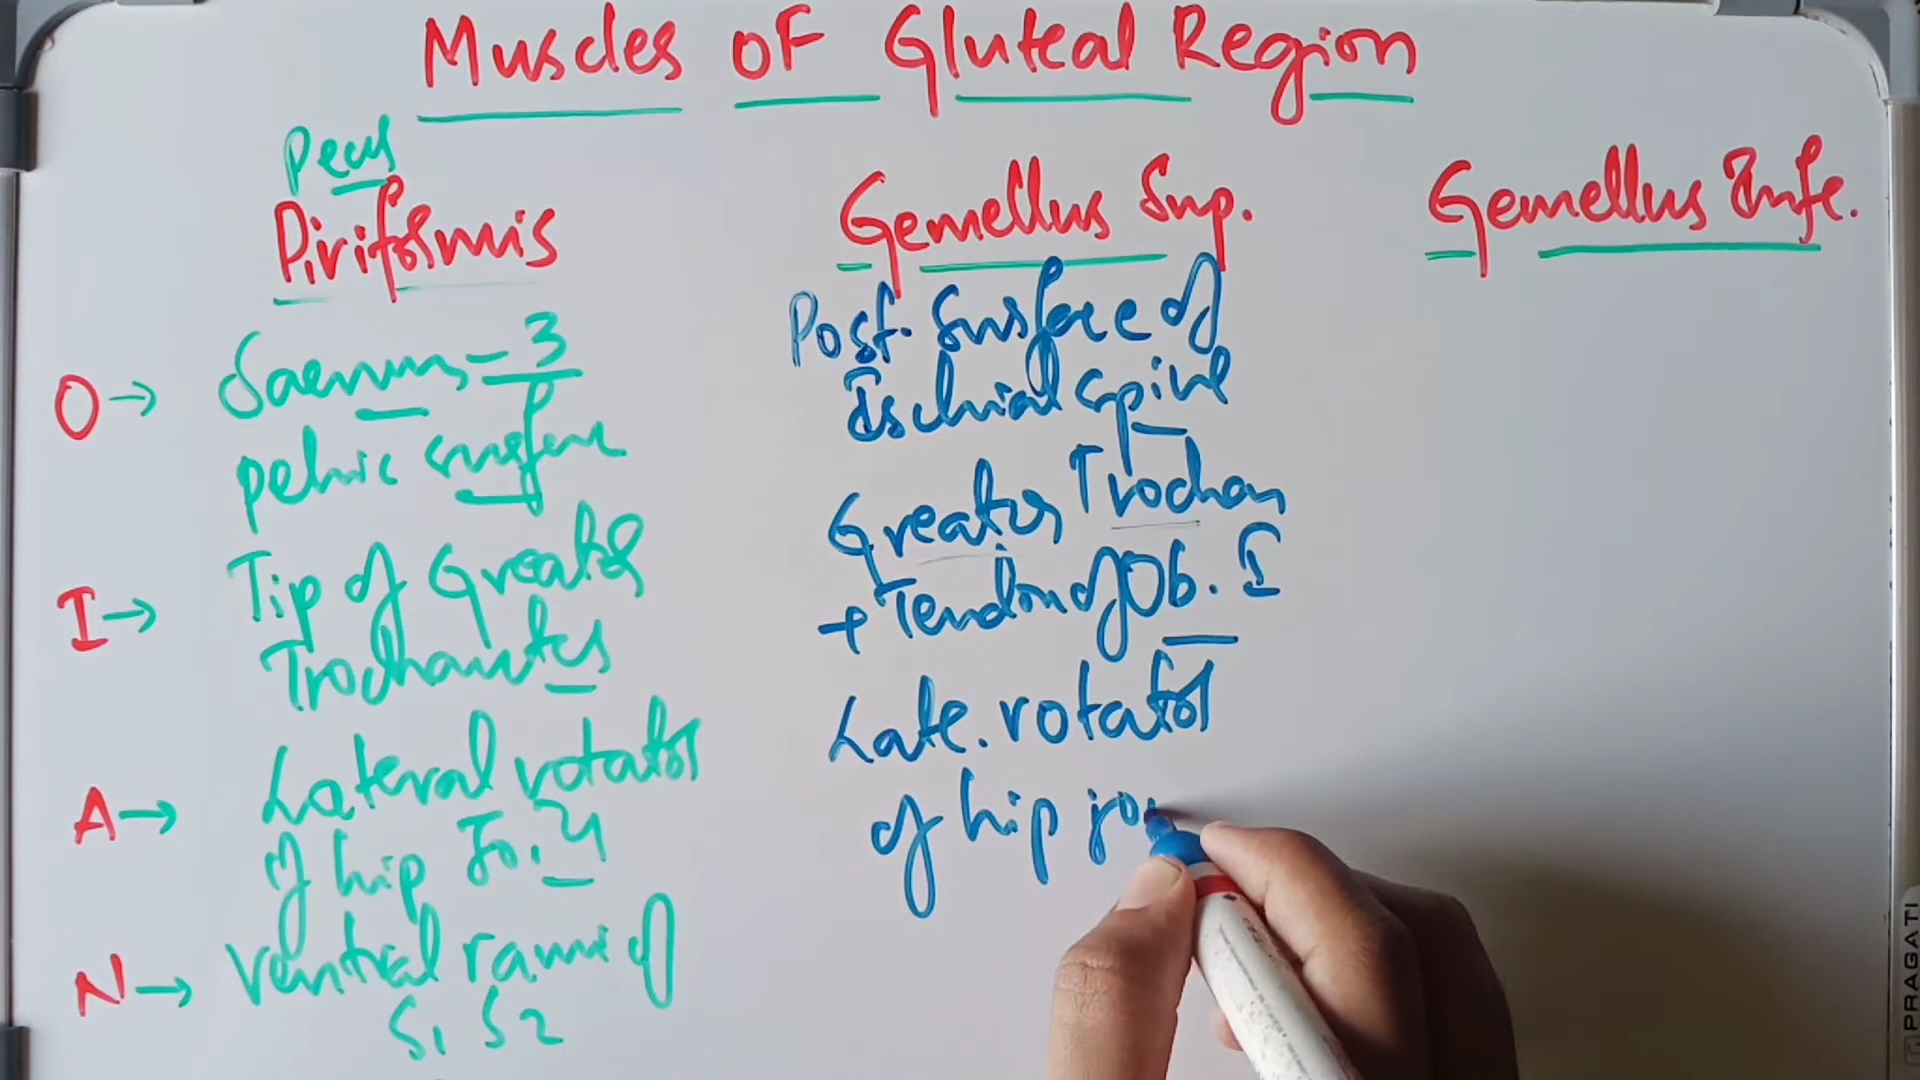 Muscles of Gluteal Region
Pear
Piriformis
O → Sacrum - 3
pelvic surface
I → Tip of Greater
Trochanter
A → Lateral rotator
of hip Jo.
N → Ventral rami of
S1 S2
Gemellus Sup.
Post. Surface of
Ischial spine
Greater Trochan
+ Tendon of Ob. I
Late. rotator
of hip jo
Gemellus Infe.
PRAGATI